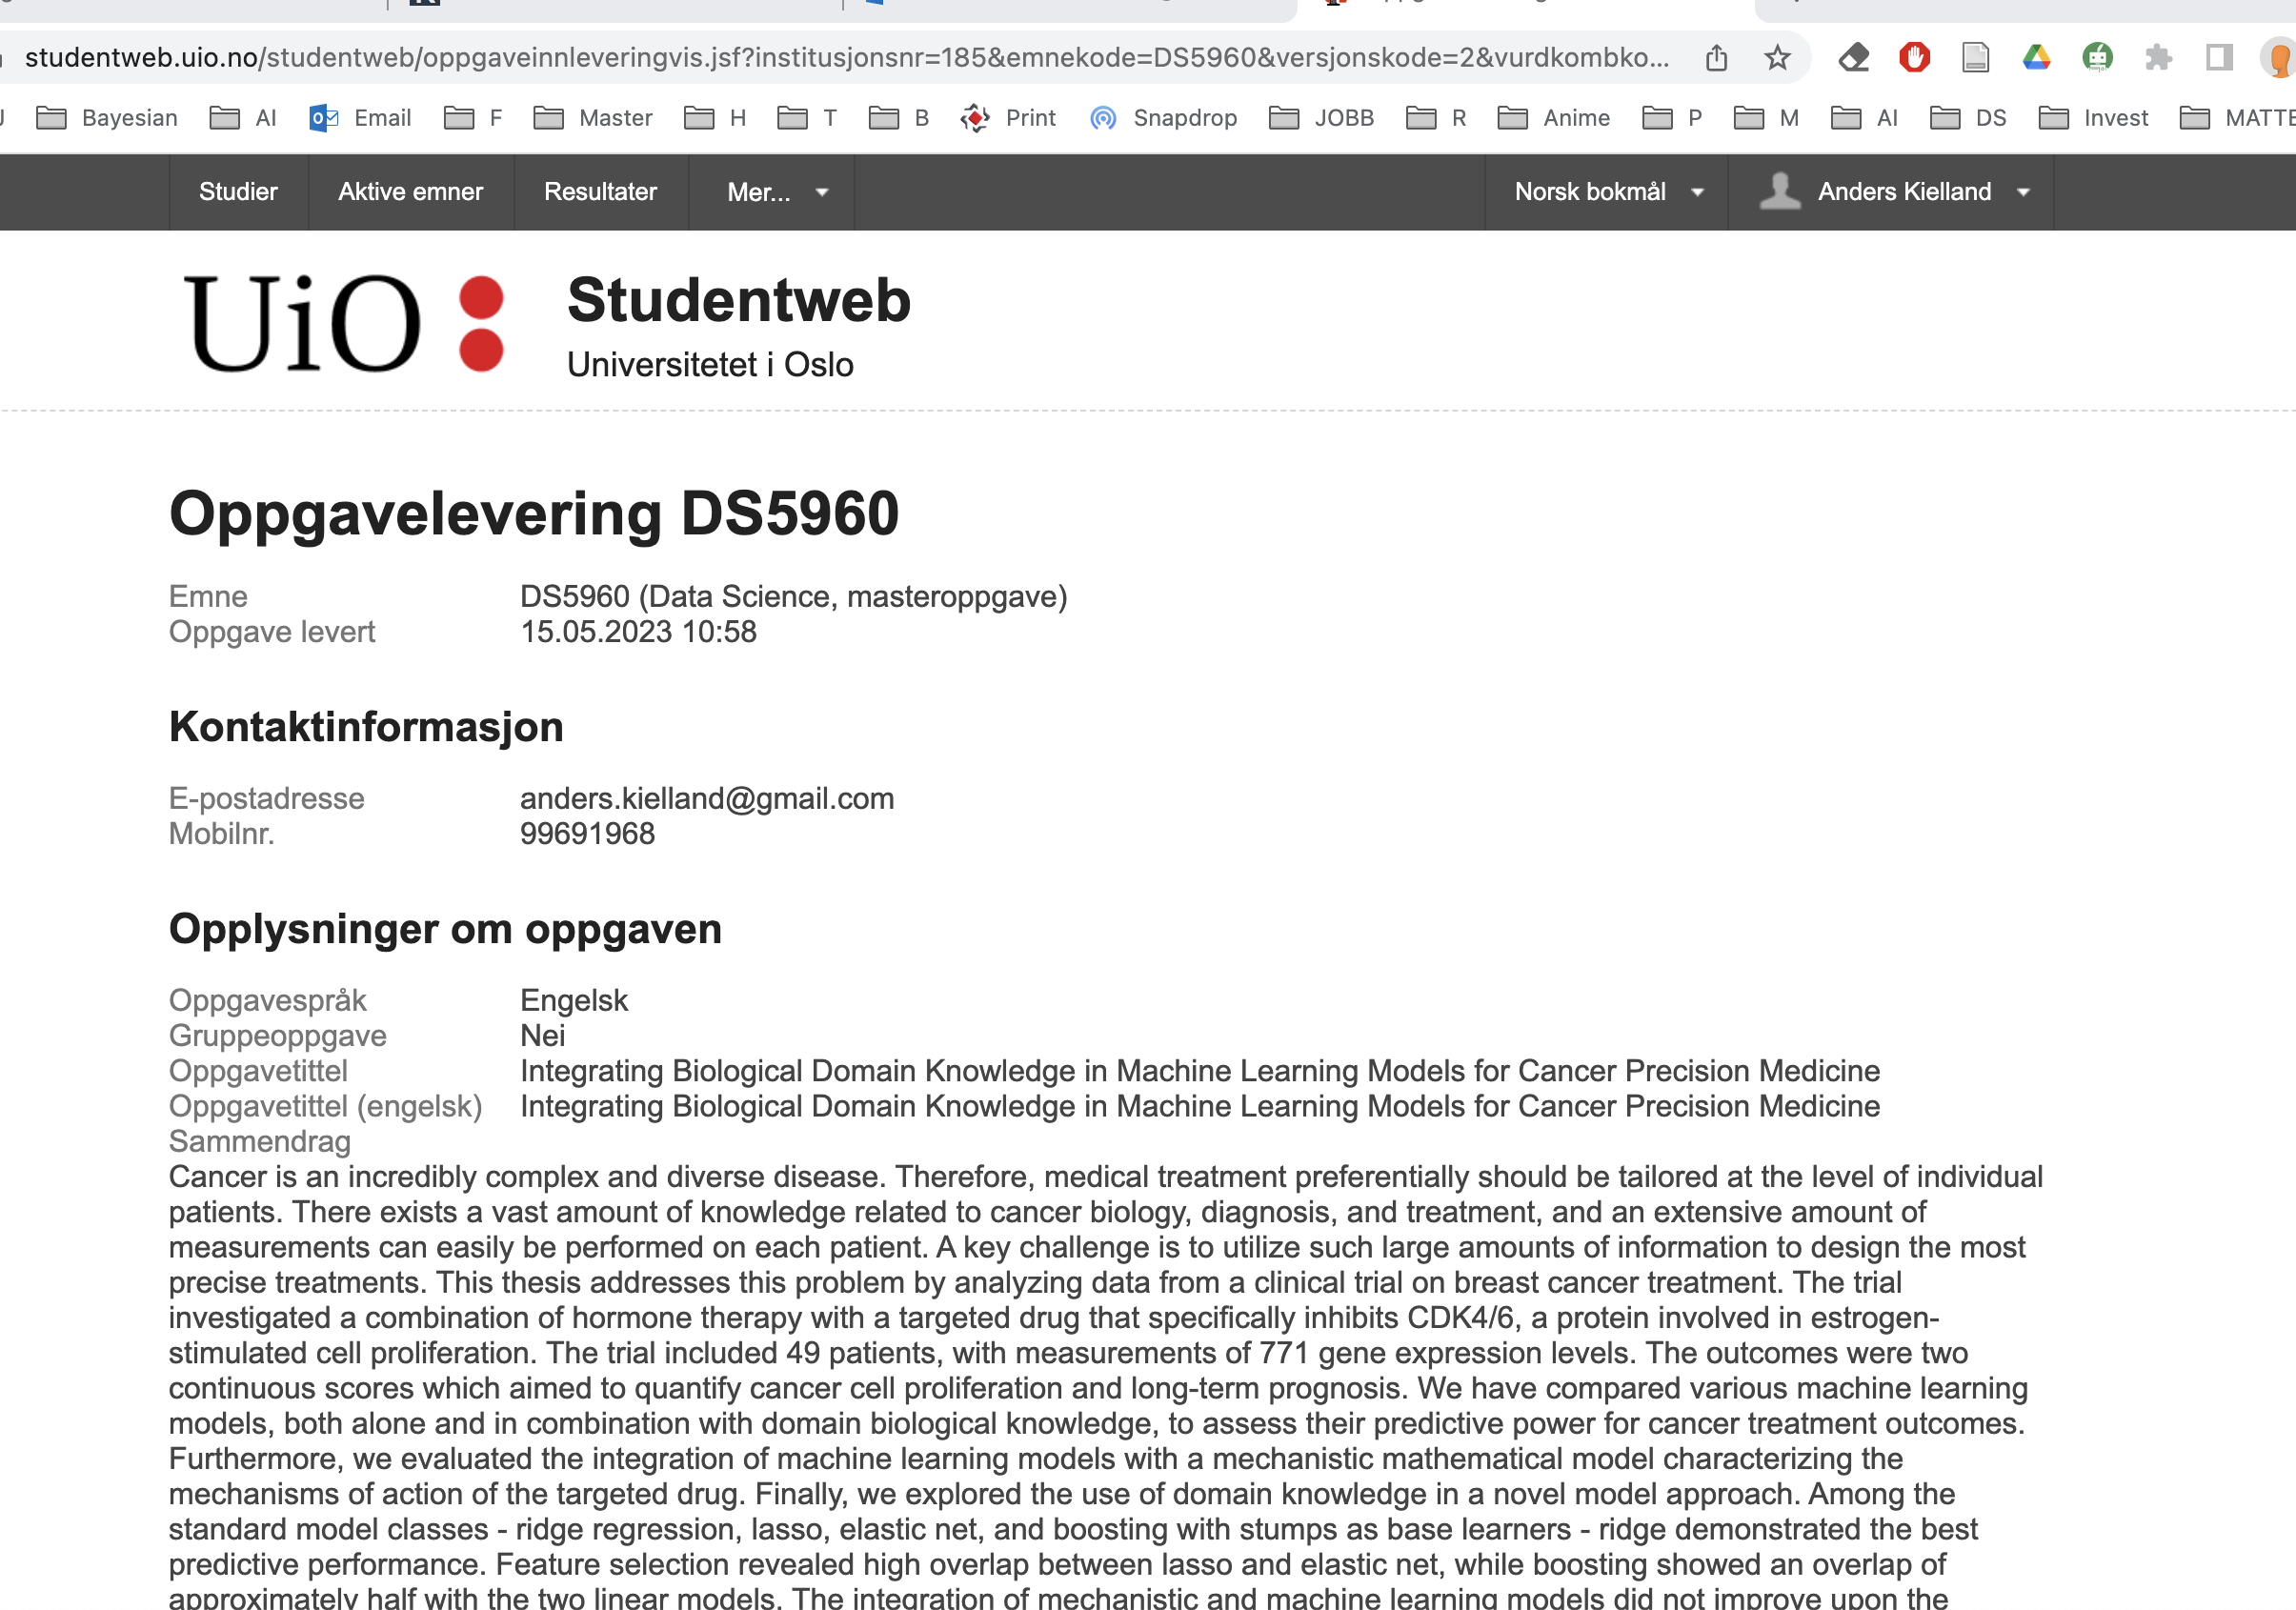 studentweb.uio.no/studentweb/oppgaveinnleveringvis.jsf?institusjonsnr=185&emnekode=DS5960&versjonskode=2&vurdkombko...
Bayesian AI Email F Master H T B Print Snapdrop JOBB R Anime P M AI DS Invest MATTE
Studier Aktive emner Resultater Mer... Norsk bokmål Anders Kielland
UiO Studentweb
Universitetet i Oslo
Oppgavelevering DS5960
Emne DS5960 (Data Science, masteroppgave)
Oppgave levert 15.05.2023 10:58
Kontaktinformasjon
E-postadresse anders.kielland@gmail.com
Mobilnr. 99691968
Opplysninger om oppgaven
Oppgavespråk Engelsk
Gruppeoppgave Nei
Oppgavetittel Integrating Biological Domain Knowledge in Machine Learning Models for Cancer Precision Medicine
Oppgavetittel (engelsk) Integrating Biological Domain Knowledge in Machine Learning Models for Cancer Precision Medicine
Sammendrag
Cancer is an incredibly complex and diverse disease. Therefore, medical treatment preferentially should be tailored at the level of individual
patients. There exists a vast amount of knowledge related to cancer biology, diagnosis, and treatment, and an extensive amount of
measurements can easily be performed on each patient. A key challenge is to utilize such large amounts of information to design the most
precise treatments. This thesis addresses this problem by analyzing data from a clinical trial on breast cancer treatment. The trial
investigated a combination of hormone therapy with a targeted drug that specifically inhibits CDK4/6, a protein involved in estrogen-
stimulated cell proliferation. The trial included 49 patients, with measurements of 771 gene expression levels. The outcomes were two
continuous scores which aimed to quantify cancer cell proliferation and long-term prognosis. We have compared various machine learning
models, both alone and in combination with domain biological knowledge, to assess their predictive power for cancer treatment outcomes.
Furthermore, we evaluated the integration of machine learning models with a mechanistic mathematical model characterizing the
mechanisms of action of the targeted drug. Finally, we explored the use of domain knowledge in a novel model approach. Among the
standard model classes - ridge regression, lasso, elastic net, and boosting with stumps as base learners - ridge demonstrated the best
predictive performance. Feature selection revealed high overlap between lasso and elastic net, while boosting showed an overlap of
approximately half with the two linear models. The integration of mechanistic and machine learning models did not improve upon the